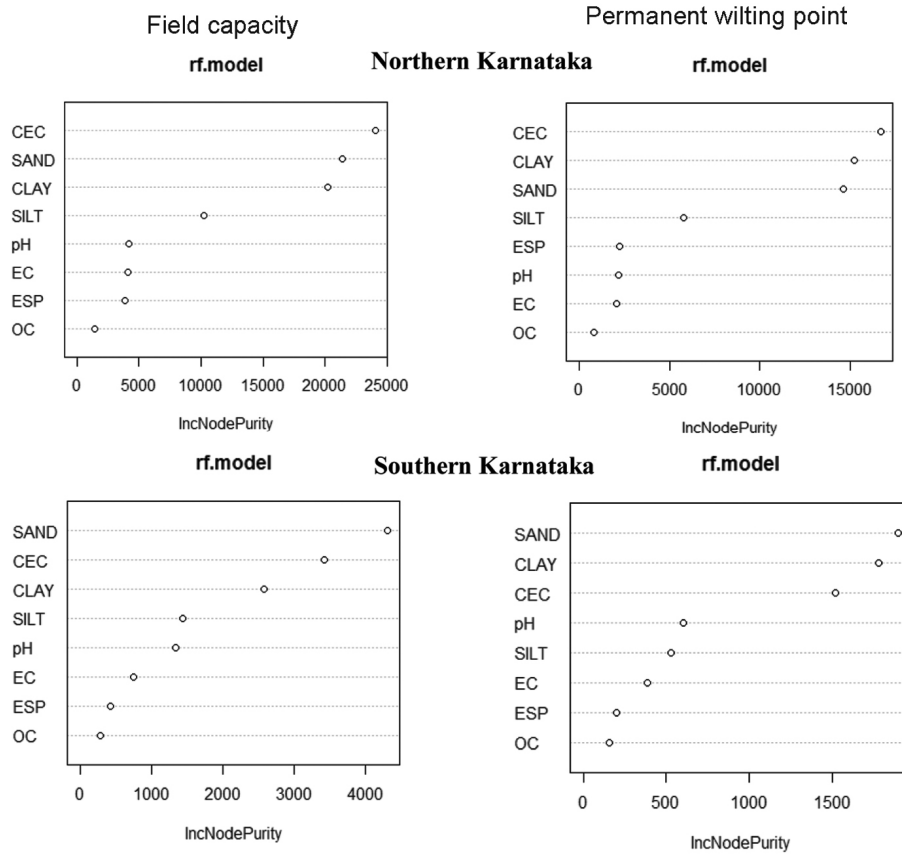 Field capacity
Permanent wilting point
Northern Karnataka
rf.model
CEC
SAND
CLAY
SILT
pH
EC
ESP
OC
0 5000 10000 15000 20000 25000
IncNodePurity
rf.model
CEC
CLAY
SAND
SILT
ESP
pH
EC
OC
0 5000 10000 15000
IncNodePurity
Southern Karnataka
rf.model
SAND
CEC
CLAY
SILT
pH
EC
ESP
OC
0 1000 2000 3000 4000
IncNodePurity
rf.model
SAND
CLAY
CEC
pH
SILT
EC
ESP
OC
0 500 1000 1500
IncNodePurity